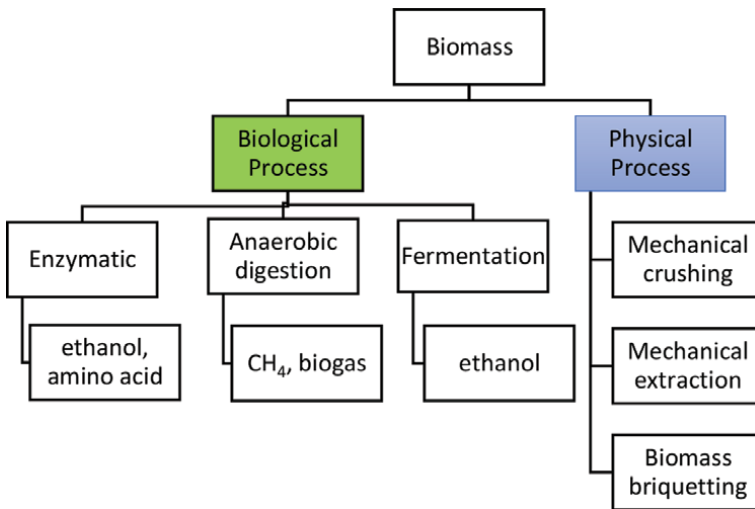 Biomass
Biological
Process
Physical
Process
Enzymatic
Anaerobic
digestion
Fermentation
Mechanical
crushing
ethanol,
amino acid
CH₄, biogas
ethanol
Mechanical
extraction
Biomass
briquetting